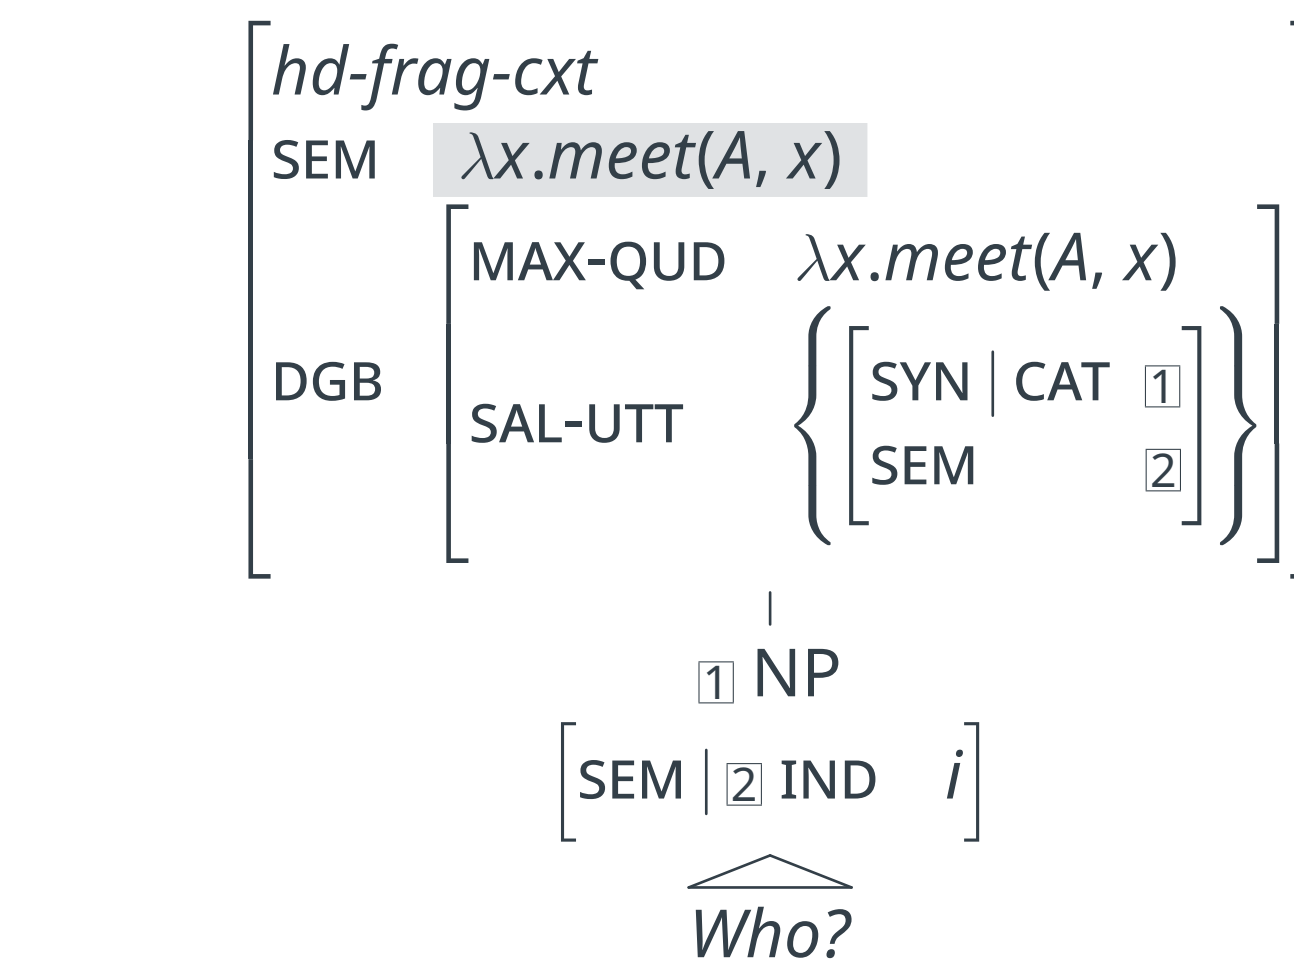 hd-frag-cxt
SEM λx.meet(A, x)
MAX-QUD λx.meet(A, x)
DGB
SYN | CAT 1
SAL-UTT
SEM 2
1 NP
SEM | 2 IND i
Who?